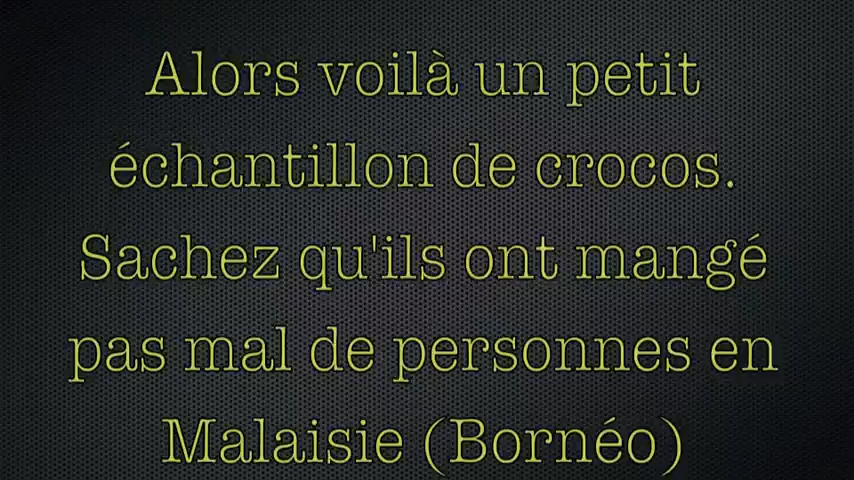 Alors voilà un petit
échantillon de crocos.
Sachez qu'ils ont mangé
pas mal de personnes en
Malaisie (Bornéo)